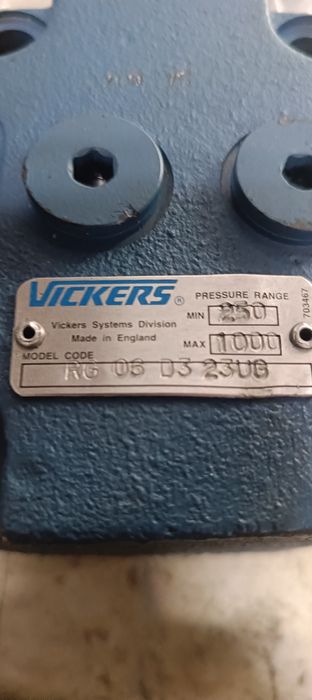 VICKERS®
PRESSURE RANGE
MIN 250
Vickers Systems Division
Made in England
MAX 1000
MODEL CODE
RG 06 D3 23UB
703467